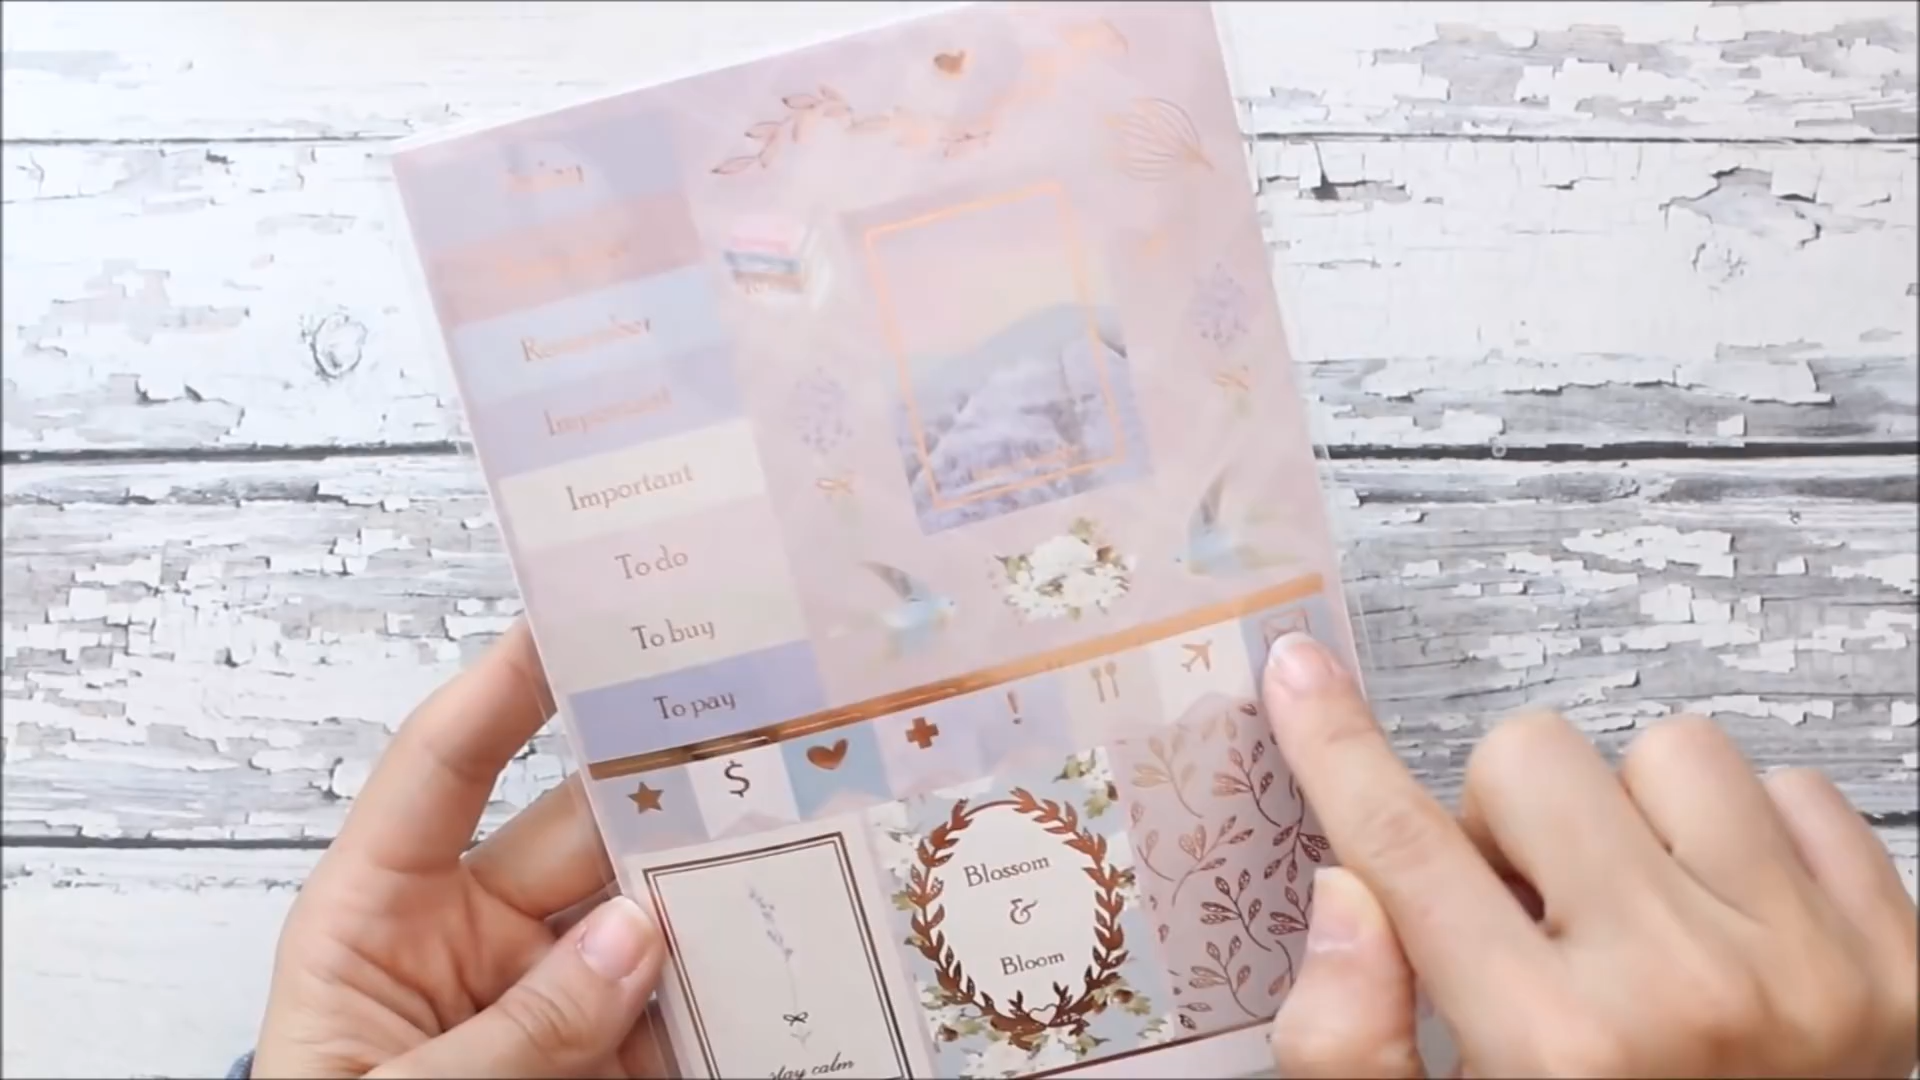 Remember
Important
Important
To do
To buy
To pay
$
!
Blossom
&
Bloom
stay calm